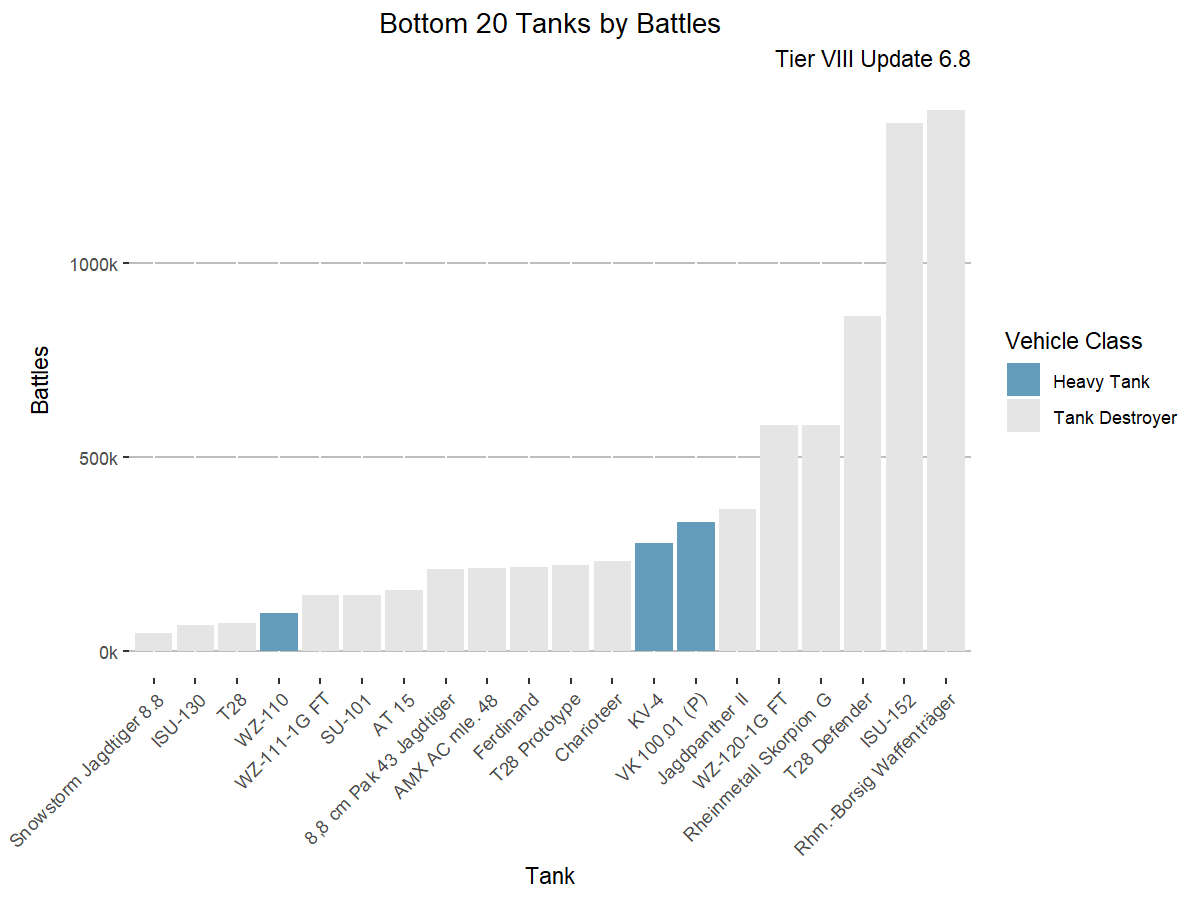 Bottom 20 Tanks by Battles
Tier VIII Update 6.8
1000k
500k
0k
Battles
Snowstorm Jagdtiger 8.8
ISU-130
T28
WZ-110
WZ-111-1G FT
SU-101
AT 15
8,8 cm Pak 43 Jagdtiger
AMX AC mle. 48
Ferdinand
T28 Prototype
Charioteer
KV-4
VK100.01 (P)
Jagdpanther II
WZ-120-1G FT
Rheinmetall Skorpion G
T28 Defender
ISU-152
Rhm.-Borsig Waffenträger
Tank
Vehicle Class
Heavy Tank
Tank Destroyer